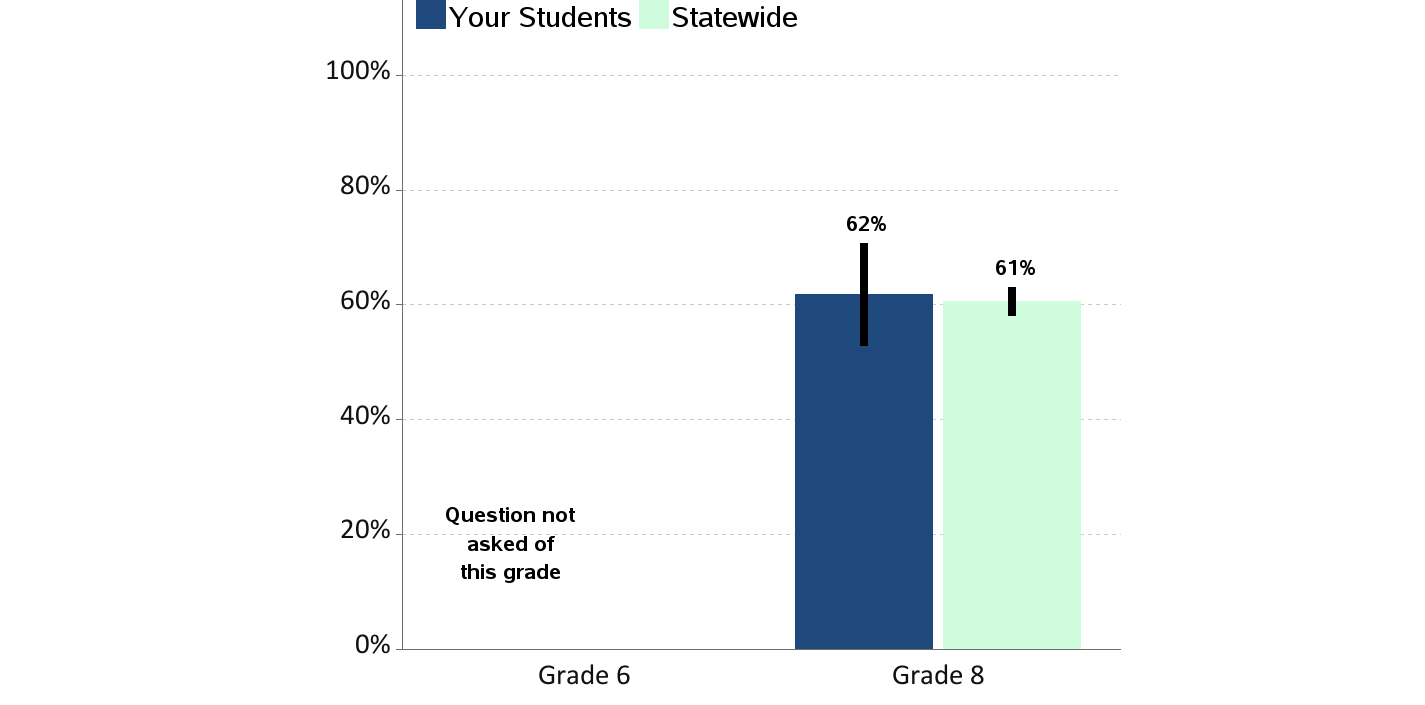 Your Students Statewide
100%
80%
62%
61%
60%
40%
Question not
20%
asked of
this grade
0%
Grade 6 Grade 8